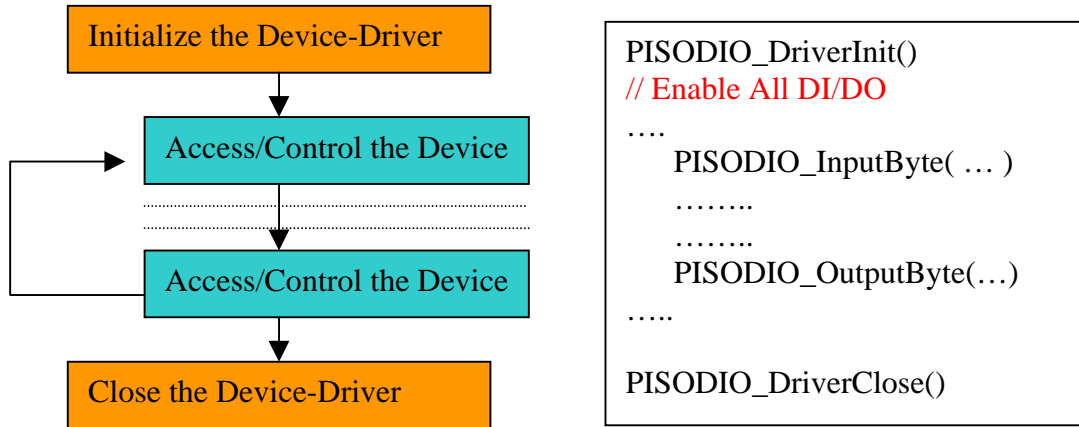 Initialize the Device-Driver
Access/Control the Device
Access/Control the Device
Close the Device-Driver
PISODIO_DriverInit()
// Enable All DI/DO
….
PISODIO_InputByte( … )
……..
……..
PISODIO_OutputByte(…)
…..
PISODIO_DriverClose()